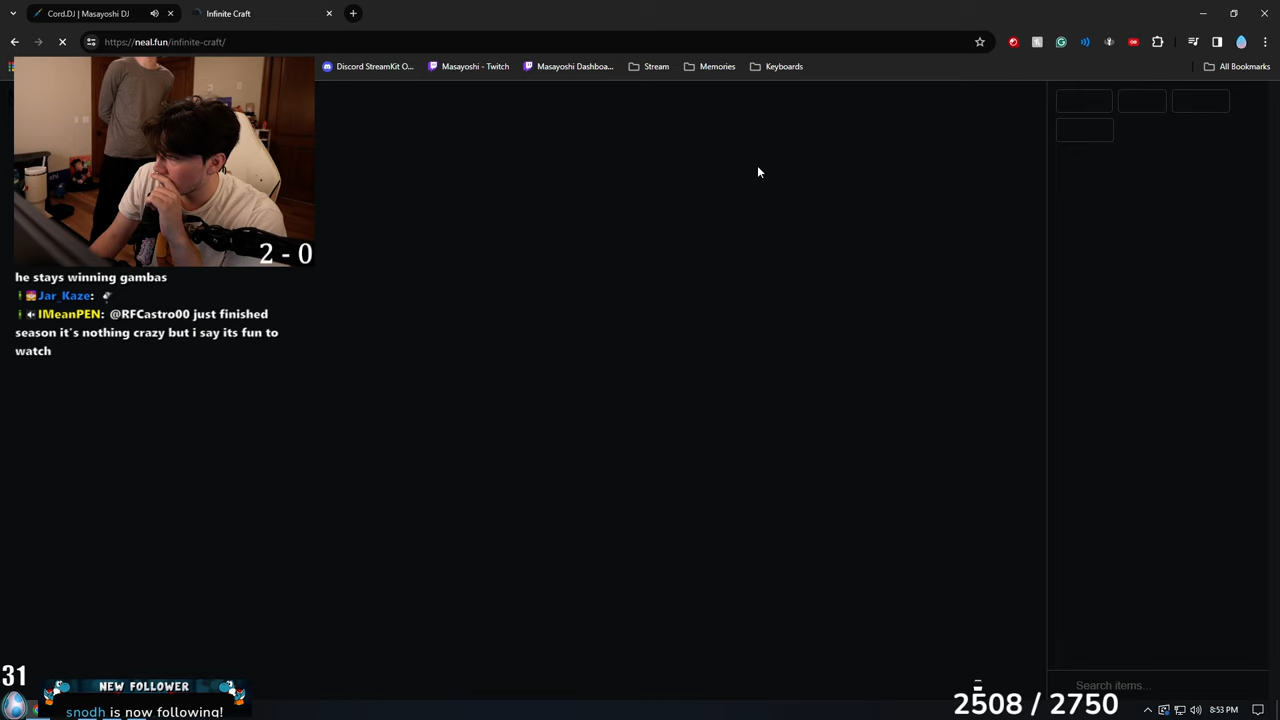 Cord.DJ | Masayoshi DJ
Infinite Craft
https://neal.fun/infinite-craft/
Discord StreamKit O...
Masayoshi - Twitch
Masayoshi Dashboa...
Stream
Memories
Keyboards
All Bookmarks
2 - 0
he stays winning gambas
Jar_Kaze:
IMeanPEN: @RFCastro00 just finished
season it's nothing crazy but i say its fun to
watch
Search items...
31
NEW FOLLOWER
snodh is now following!
2508 / 2750
8:53 PM